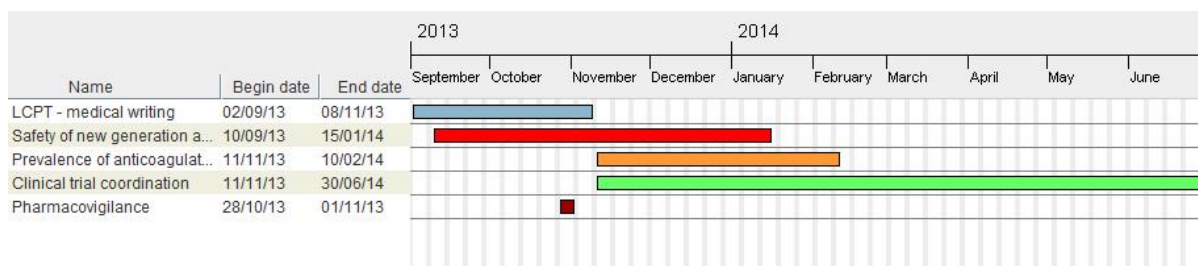 2013 2014
Name Begin date End date September October November December January February March April May June
LCPT - medical writing 02/09/13 08/11/13
Safety of new generation a... 10/09/13 15/01/14
Prevalence of anticoagulat... 11/11/13 10/02/14
Clinical trial coordination 11/11/13 30/06/14
Pharmacovigilance 28/10/13 01/11/13